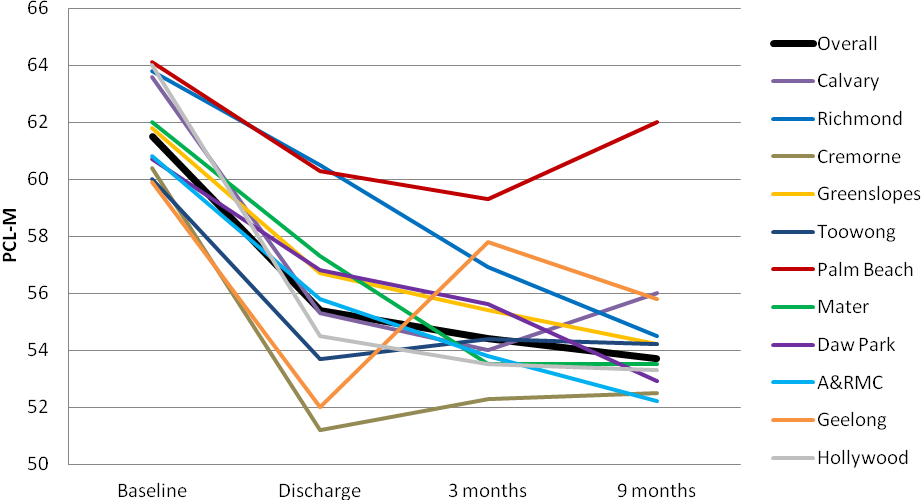 66
64
62
60
58
56
54
52
50
PCL-M
Baseline Discharge 3 months 9 months
Overall
Calvary
Richmond
Cremorne
Greenslopes
Toowong
Palm Beach
Mater
Daw Park
A&RMC
Geelong
Hollywood